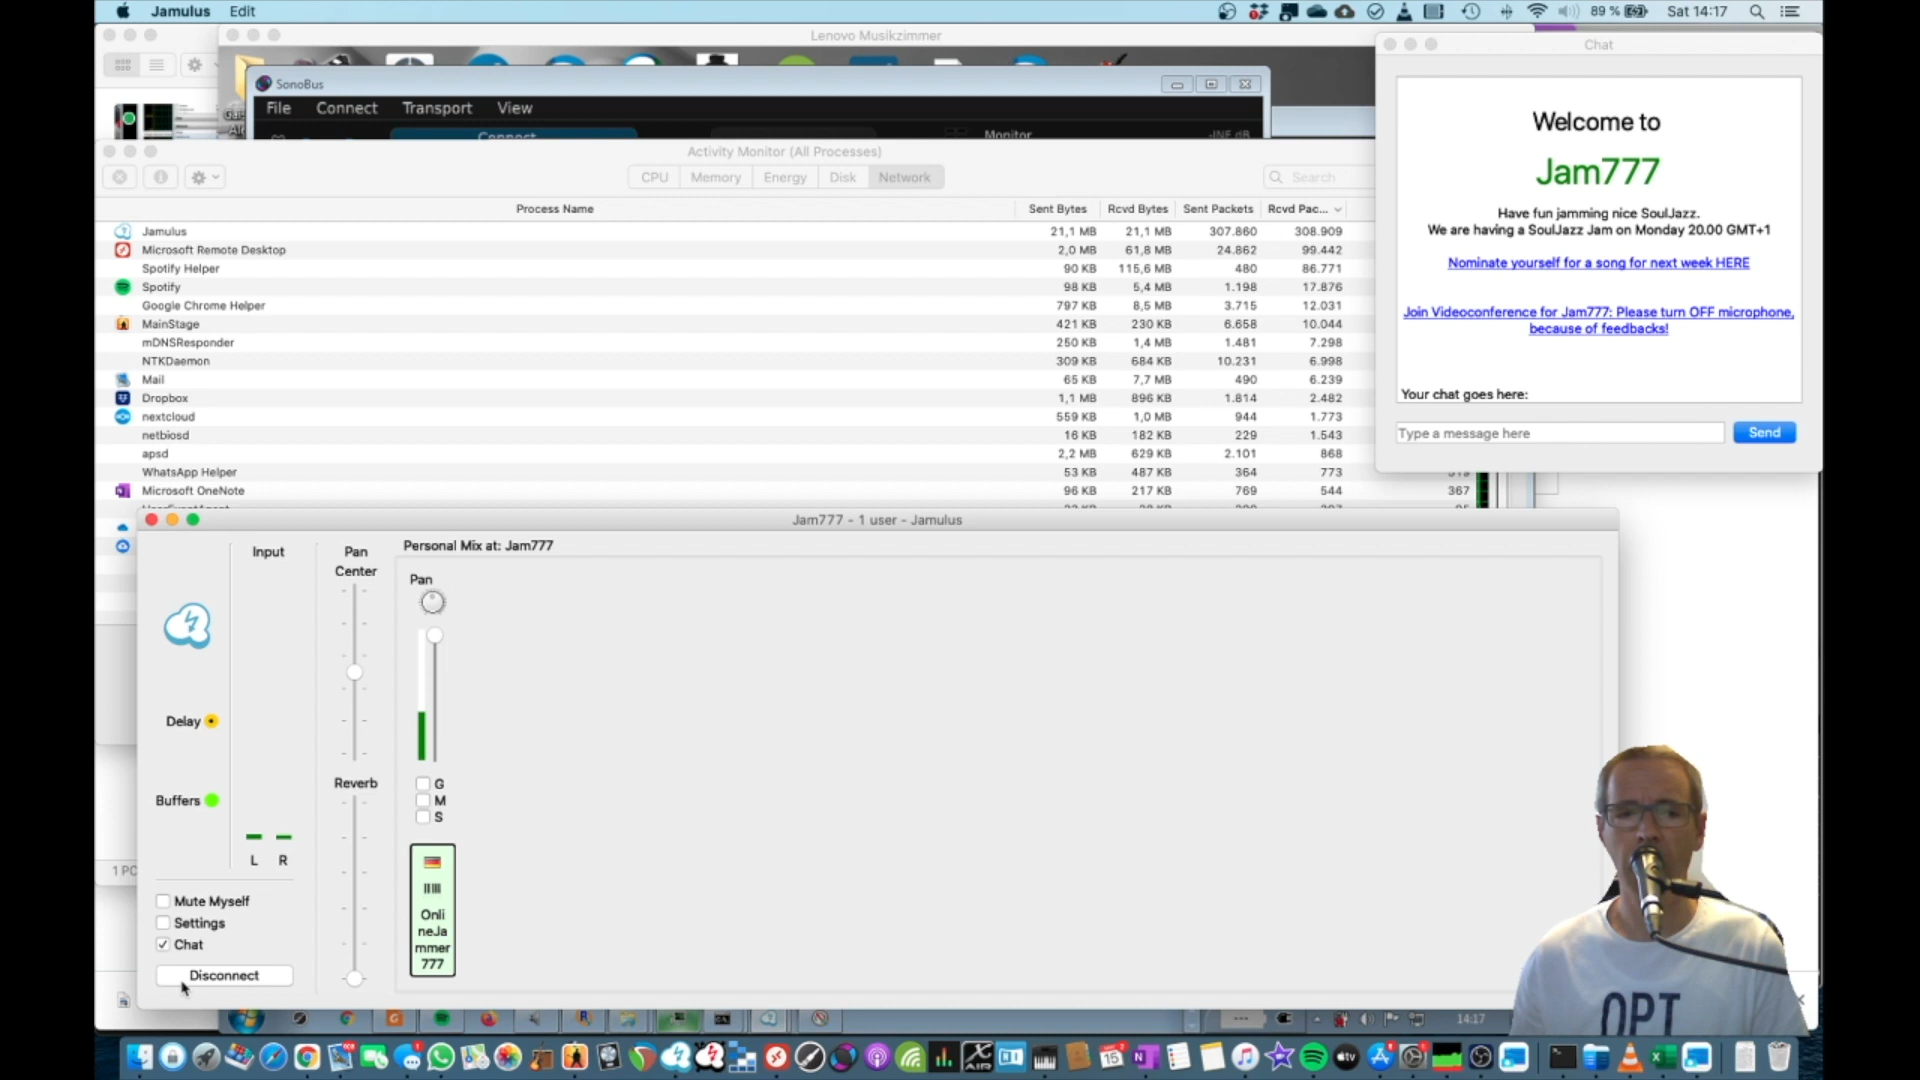 Jamulus Edit
89 % Sat 14:17
Lenovo Musikzimmer
SonoBus
File Connect Transport View
Connect Monitor -INF dB
Activity Monitor (All Processes)
CPU Memory Energy Disk Network
Search
Process Name Sent Bytes Rcvd Bytes Sent Packets Rcvd Pac...
Jamulus 21,1 MB 21,1 MB 307.860 308.909
Microsoft Remote Desktop 2,0 MB 61,8 MB 24.862 99.442
Spotify Helper 90 KB 115,6 MB 480 86.771
Spotify 98 KB 5,4 MB 1.198 17.876
Google Chrome Helper 797 KB 8,5 MB 3.715 12.031
MainStage 421 KB 230 KB 6.658 10.044
mDNSResponder 250 KB 1,4 MB 1.481 7.298
NTKDaemon 309 KB 684 KB 10.231 6.998
Mail 65 KB 7,7 MB 490 6.239
Dropbox 1,1 MB 896 KB 1.814 2.482
nextcloud 559 KB 1,0 MB 944 1.773
netbiosd 16 KB 182 KB 229 1.543
apsd 2,2 MB 629 KB 2.101 868
WhatsApp Helper 53 KB 487 KB 364 773
Microsoft OneNote 96 KB 217 KB 769 544 367
Chat
Welcome to
Jam777
Have fun jamming nice SoulJazz.
We are having a SoulJazz Jam on Monday 20.00 GMT+1
Nominate yourself for a song for next week HERE
Join Videoconference for Jam777: Please turn OFF microphone,
because of feedbacks!
Your chat goes here:
Type a message here Send
Jam777 - 1 user - Jamulus
Input Pan Personal Mix at: Jam777
Center
Pan
Delay
Reverb
G
M
S
Buffers
L R
Onli
neJa
mmer
777
Mute Myself
Settings
Chat
Disconnect
14:17
OPT